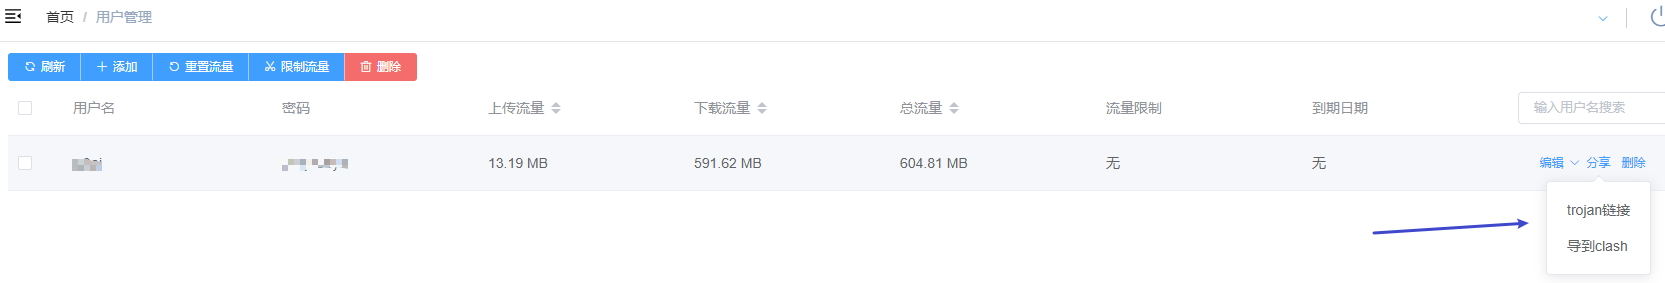 首页 / 用户管理
刷新 添加 重置流量 限制流量 删除
用户名 密码 上传流量 下载流量 总流量 流量限制 到期日期 输入用户名搜索
13.19 MB 591.62 MB 604.81 MB 无 无 编辑 分享 删除
trojan链接
导到clash